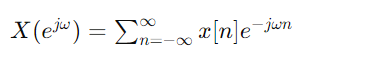 X(e^{jω}) = ∑_{n=-∞}^{∞} x[n]e^{-jωn}